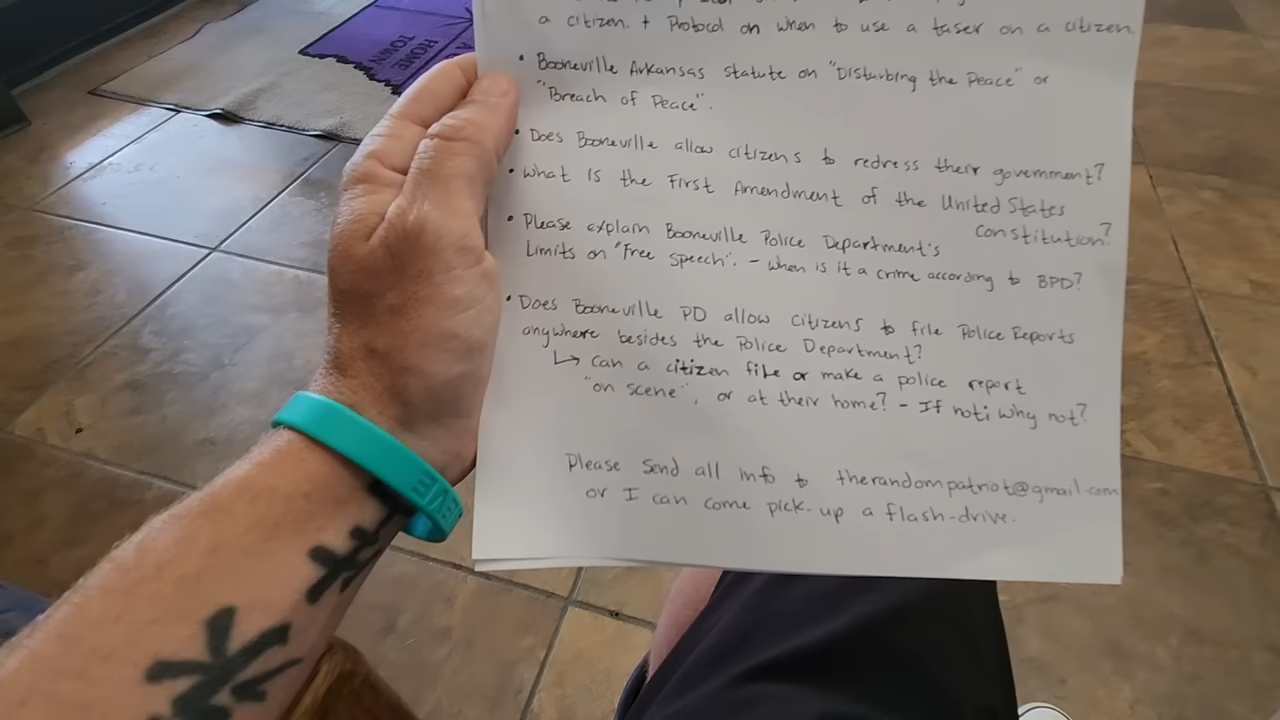 a citizen. + Protocol on when to use a taser on a citizen.
• Booneville Arkansas statute on "Disturbing the Peace" or
"Breach of Peace".
• Does Booneville allow citizens to redress their government?
• What is the First Amendment of the United States
Constitution?
• Please explain Booneville Police Department's
Limits on "Free Speech". - When is it a crime according to BPD?
• Does Booneville PD allow citizens to file Police Reports
anywhere besides the Police Department?
↳ can a citizen file or make a police report
"on scene", or at their home? - If not; why not?
Please send all info to therandompatriot@gmail.com
or I can come pick-up a flash-drive.
HOME
TOWN